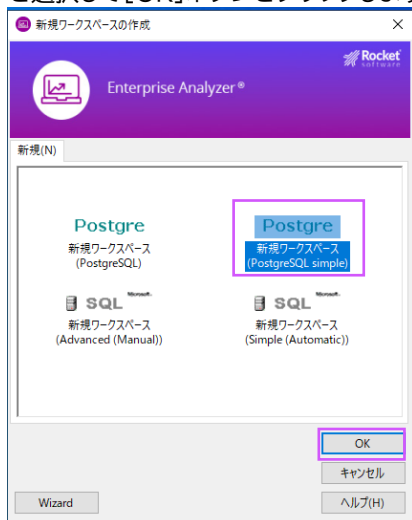 を選択して[OK]ボタンをクリックします
新規ワークスペースの作成
Rocket
software
Enterprise Analyzer®
新規(N)
Postgre
新規ワークスペース
(PostgreSQL)
Postgre
新規ワークスペース
(PostgreSQL simple)
Microsoft
SQL
新規ワークスペース
(Advanced (Manual))
Microsoft
SQL
新規ワークスペース
(Simple (Automatic))
OK
キャンセル
Wizard
ヘルプ(H)